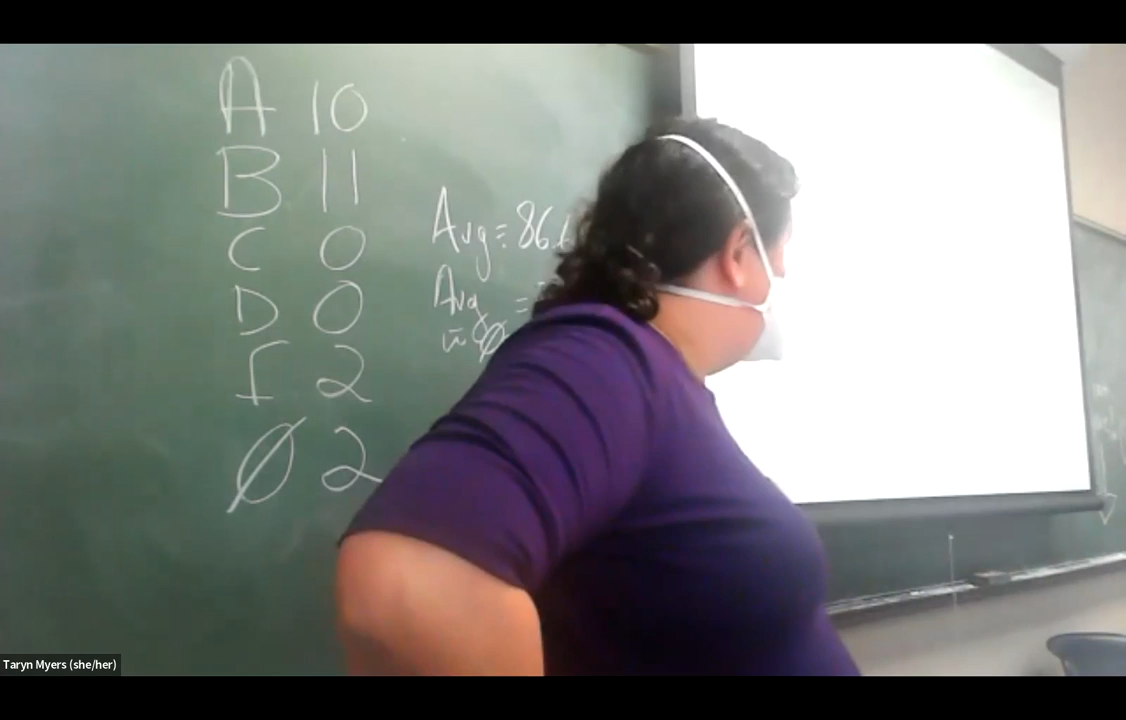 A 10
B 11
C 0
D 0
F 2
Ø 2
Avg = 86.
Avg =
w Ø
Taryn Myers (she/her)